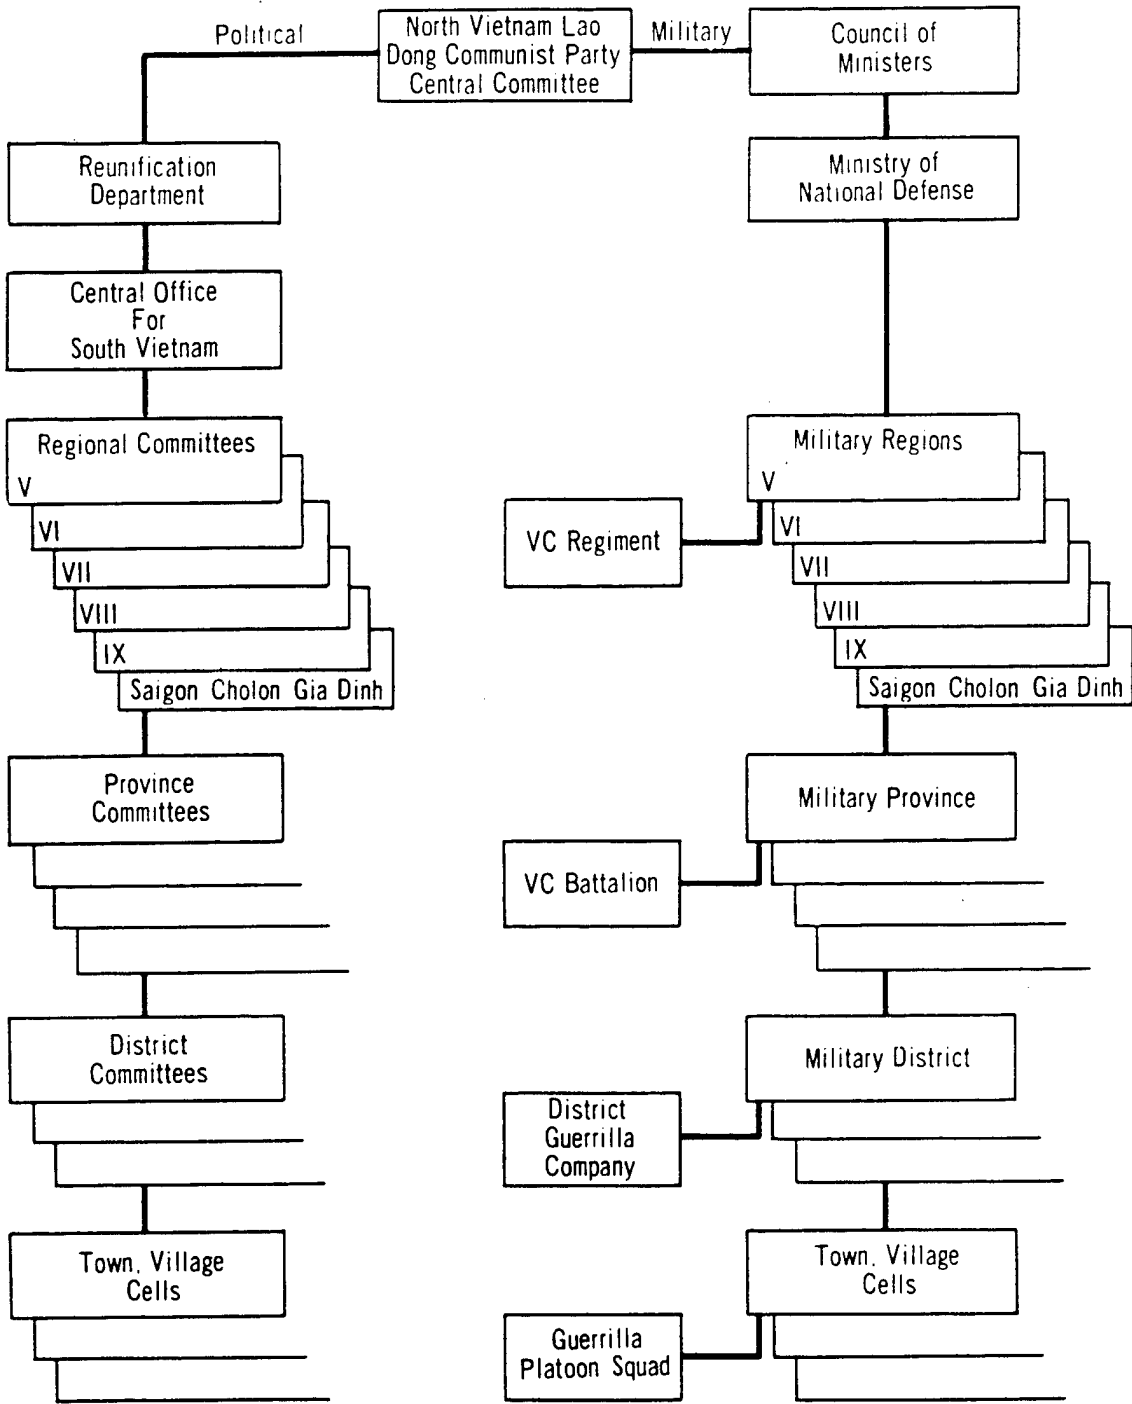 Political
North Vietnam Lao
Dong Communist Party
Central Committee
Military
Council of
Ministers
Reunification
Department
Ministry of
National Defense
Central Office
For
South Vietnam
Regional Committees
V
VI
VII
VIII
IX
Saigon Cholon Gia Dinh
Military Regions
V
VI
VII
VIII
IX
Saigon Cholon Gia Dinh
VC Regiment
Province
Committees
Military Province
VC Battalion
District
Committees
Military District
District
Guerrilla
Company
Town, Village
Cells
Town, Village
Cells
Guerrilla
Platoon Squad